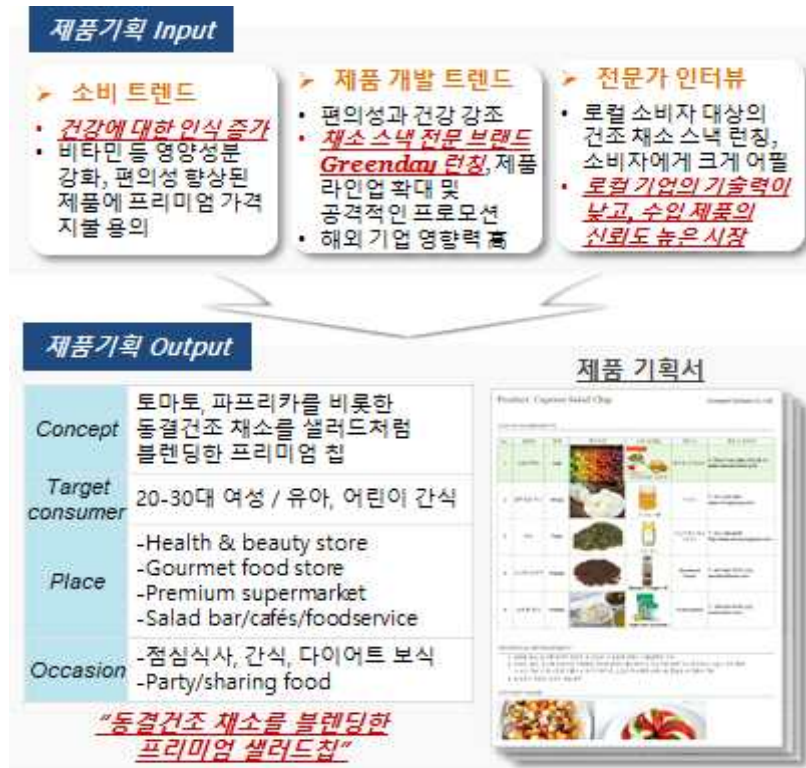 제품기획 Input
➤ 소비 트렌드
• 건강에 대한 인식 증가
• 비타민 등 영양성분
강화, 편의성 향상된
제품에 프리미엄 가격
지불 용의
➤ 제품 개발 트렌드
• 편의성과 건강 강조
• 채소 스낵 전문 브랜드
Greenday 런칭, 제품
라인업 확대 및
공격적인 프로모션
• 해외 기업 영향력 高
➤ 전문가 인터뷰
• 로컬 소비자 대상의
건조 채소 스낵 런칭,
소비자에게 크게 어필
• 로컬 기업의 기술력이
낮고, 수입 제품의
신뢰도 높은 시장
제품기획 Output
Concept
토마토, 파프리카를 비롯한
동결건조 채소를 샐러드처럼
블렌딩한 프리미엄 칩
Target
consumer
20-30대 여성 / 유아, 어린이 간식
Place
-Health & beauty store
-Gourmet food store
-Premium supermarket
-Salad bar/cafés/foodservice
Occasion
-점심식사, 간식, 다이어트 보식
-Party/sharing food
"동결건조 채소를 블렌딩한
프리미엄 샐러드칩"
제품 기획서
Product: Caprese Salad Chip